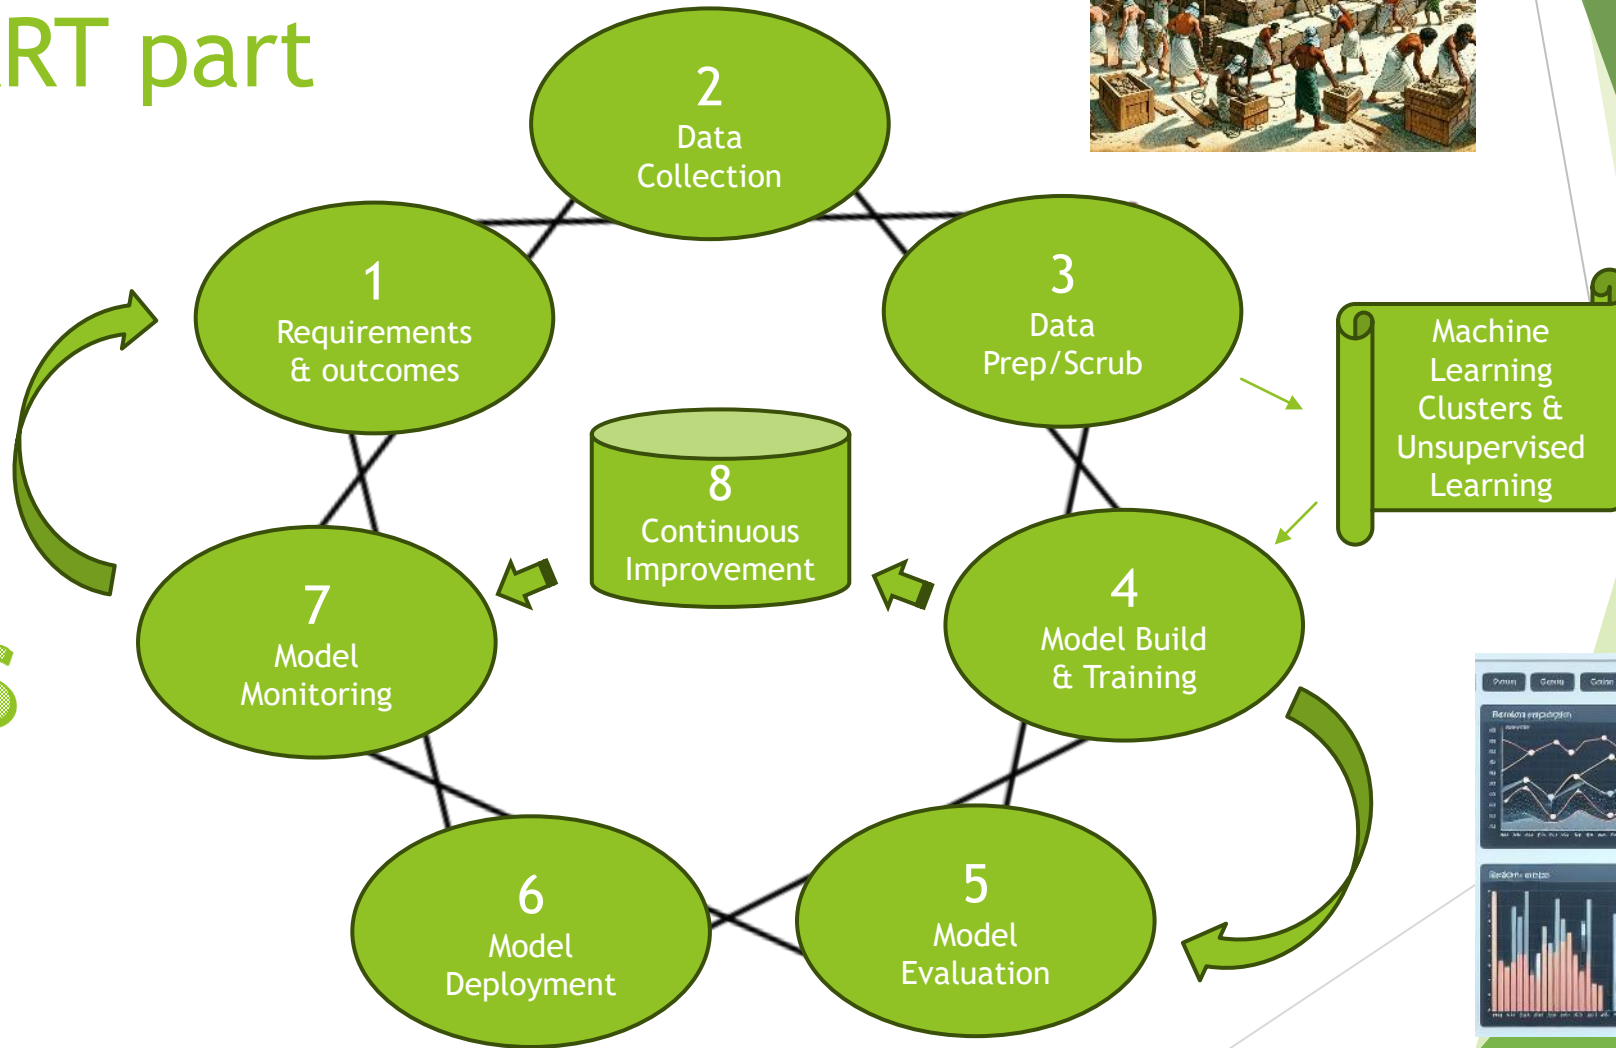 RT part
2
Data
Collection
1
Requirements
& outcomes
3
Data
Prep/Scrub
Machine
Learning
Clusters &
Unsupervised
Learning
8
Continuous
Improvement
7
Model
Monitoring
4
Model Build
& Training
6
Model
Deployment
5
Model
Evaluation
s